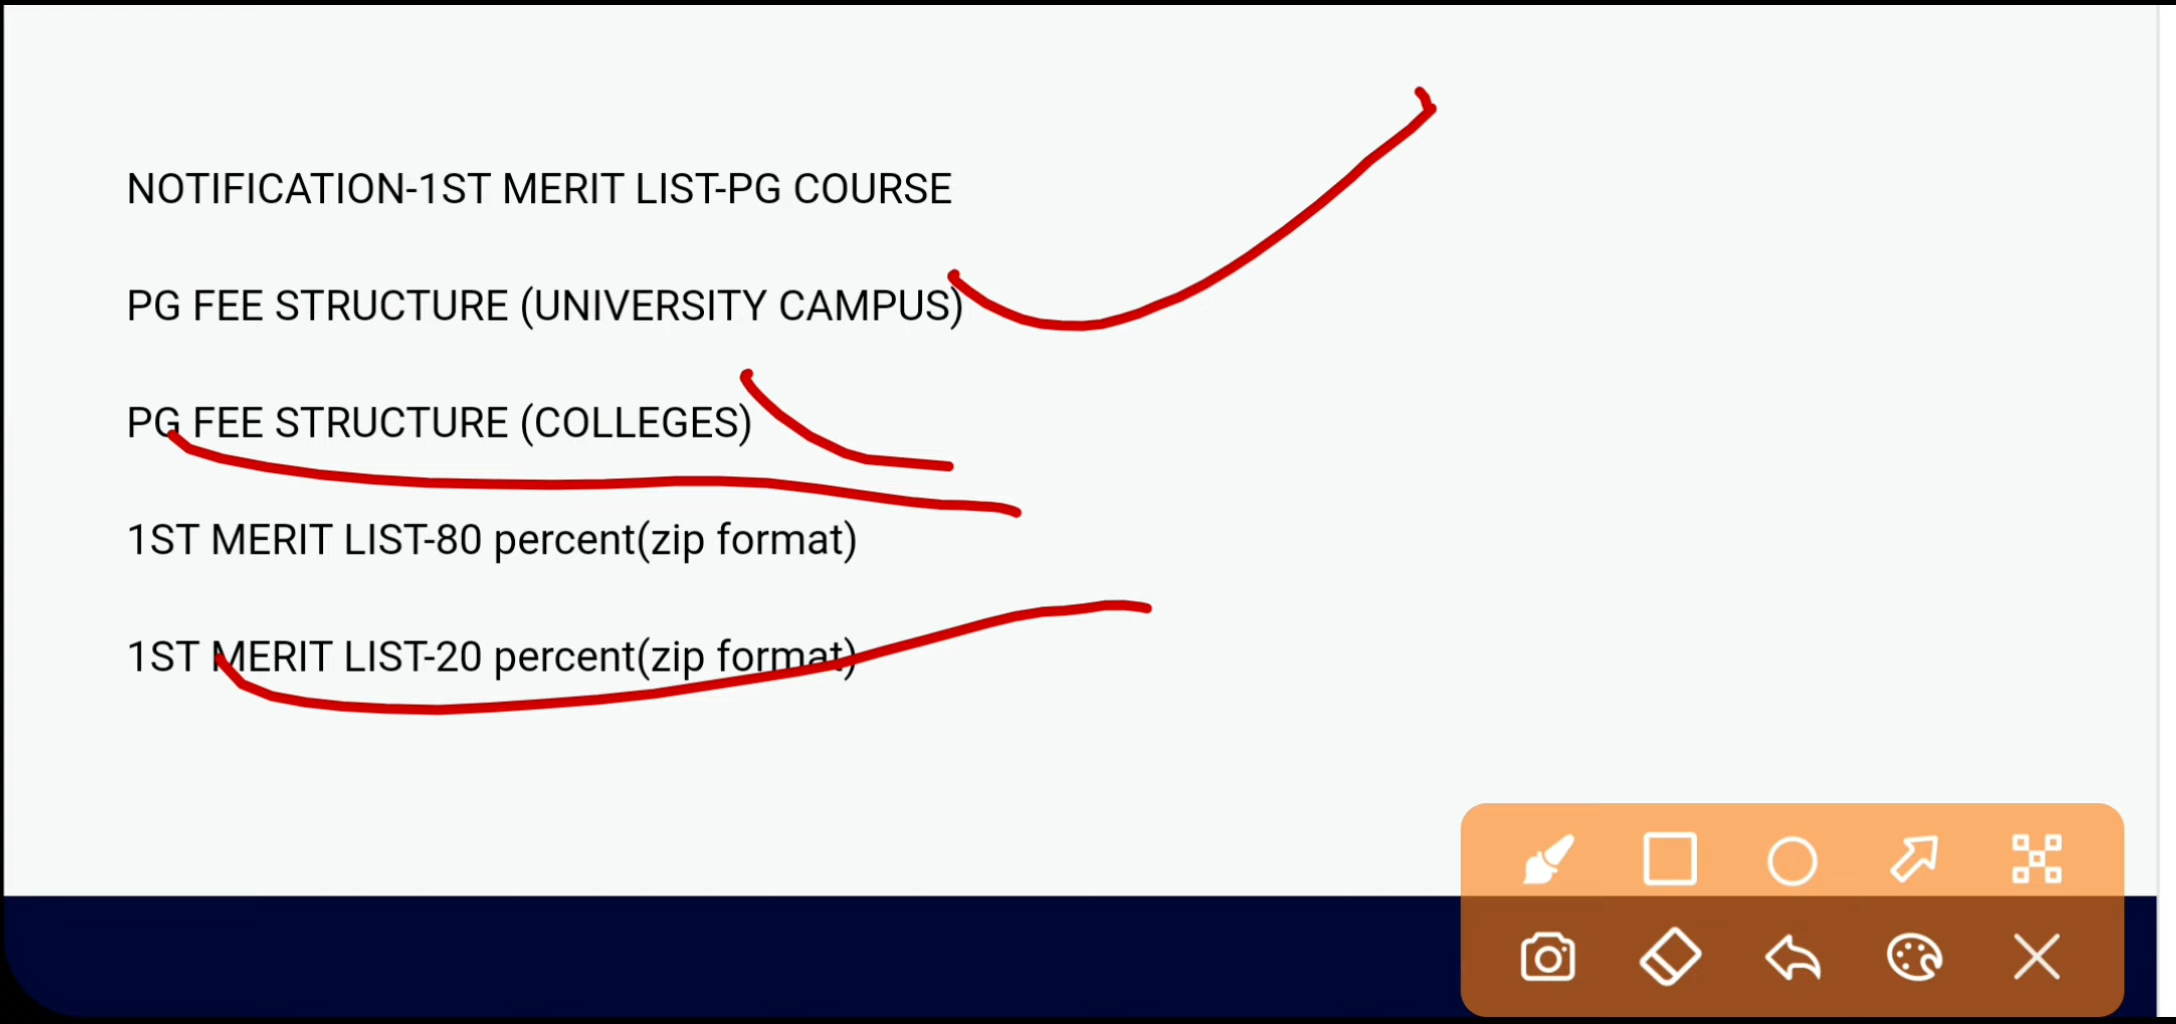 NOTIFICATION-1ST MERIT LIST-PG COURSE
PG FEE STRUCTURE (UNIVERSITY CAMPUS)
PG FEE STRUCTURE (COLLEGES)
1ST MERIT LIST-80 percent(zip format)
1ST MERIT LIST-20 percent(zip format)